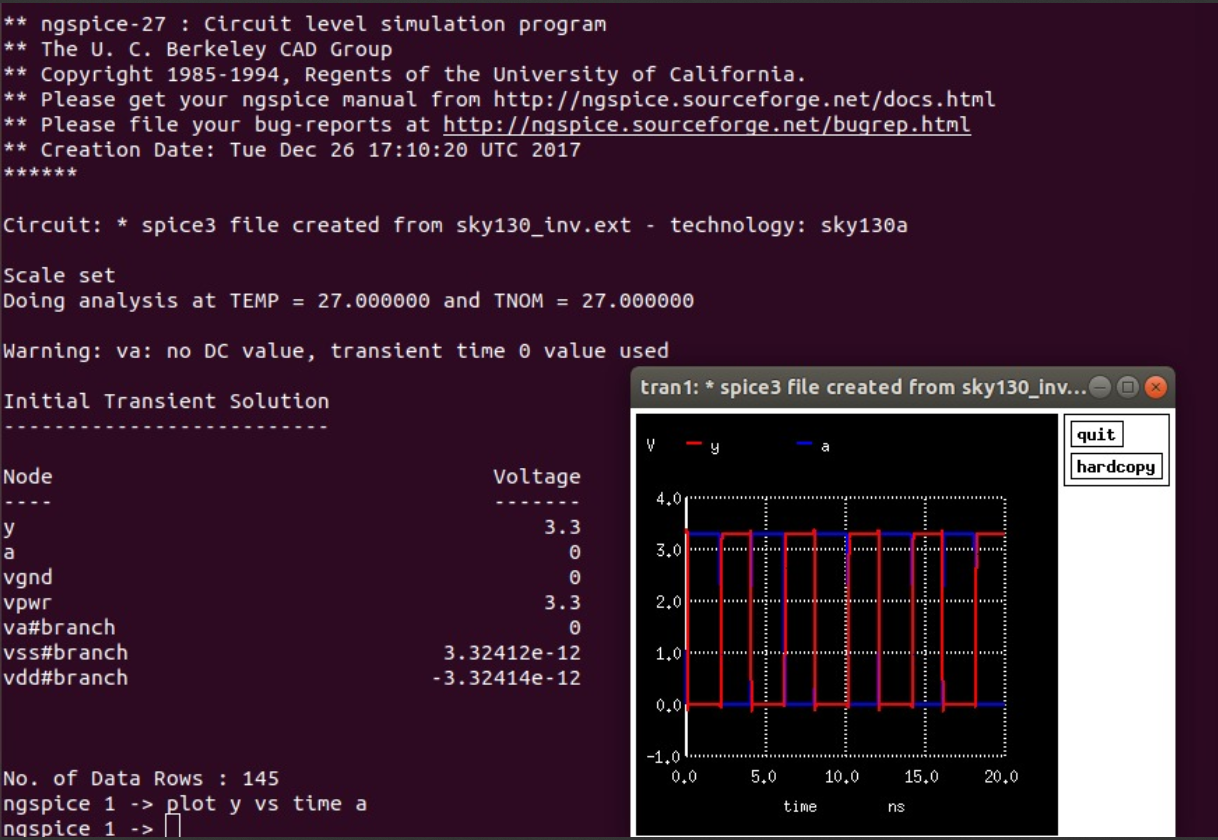 ** ngspice-27 : Circuit level simulation program
** The U. C. Berkeley CAD Group
** Copyright 1985-1994, Regents of the University of California.
** Please get your ngspice manual from http://ngspice.sourceforge.net/docs.html
** Please file your bug-reports at http://ngspice.sourceforge.net/bugrep.html
** Creation Date: Tue Dec 26 17:10:20 UTC 2017
******
Circuit: * spice3 file created from sky130_inv.ext - technology: sky130a
Scale set
Doing analysis at TEMP = 27.000000 and TNOM = 27.000000
Warning: va: no DC value, transient time 0 value used
Initial Transient Solution
--------------------------
Node Voltage
---- -------
y 3.3
a 0
vgnd 0
vpwr 3.3
va#branch 0
vss#branch 3.32412e-12
vdd#branch -3.32414e-12
No. of Data Rows : 145
ngspice 1 -> plot y vs time a
ngspice 1 ->
tran1: * spice3 file created from sky130_inv...
quit
hardcopy
V y a
4.0
3.0
2.0
1.0
0.0
-1.0
0.0 5.0 10.0 15.0 20.0
time ns